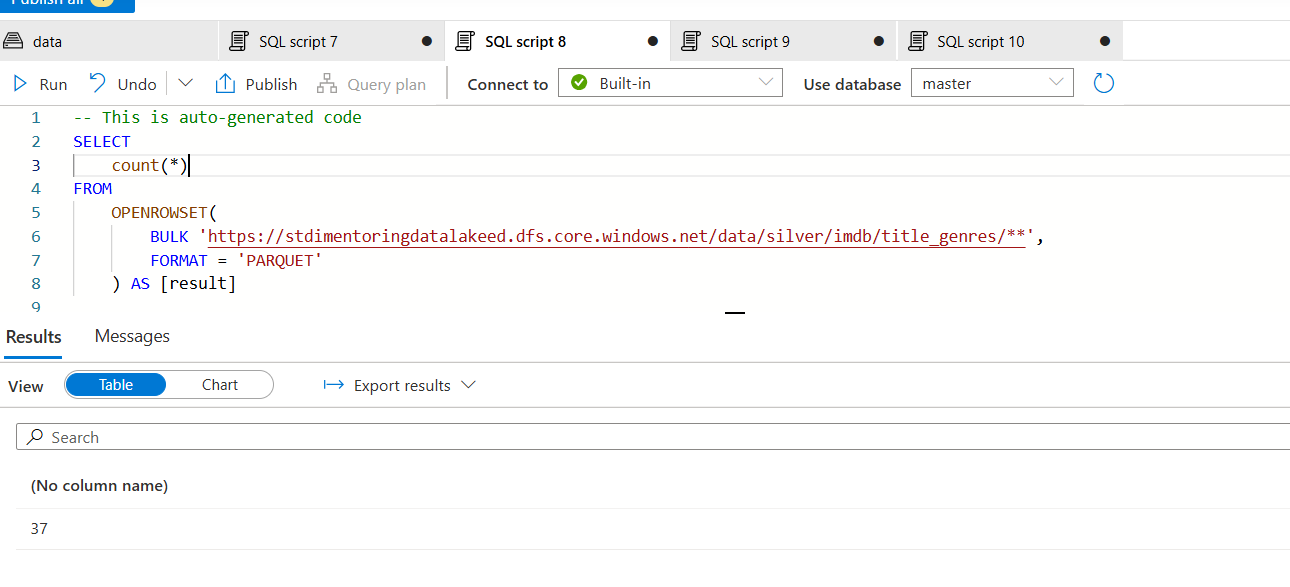 Publish all
data
SQL script 7
SQL script 8
SQL script 9
SQL script 10
Run
Undo
Publish
Query plan
Connect to
Built-in
Use database
master
1 -- This is auto-generated code
2 SELECT
3 count(*)
4 FROM
5 OPENROWSET(
6 BULK 'https://stdimentoringdatalakeed.dfs.core.windows.net/data/silver/imdb/title_genres/**',
7 FORMAT = 'PARQUET'
8 ) AS [result]
9
Results
Messages
View
Table
Chart
Export results
Search
(No column name)
37